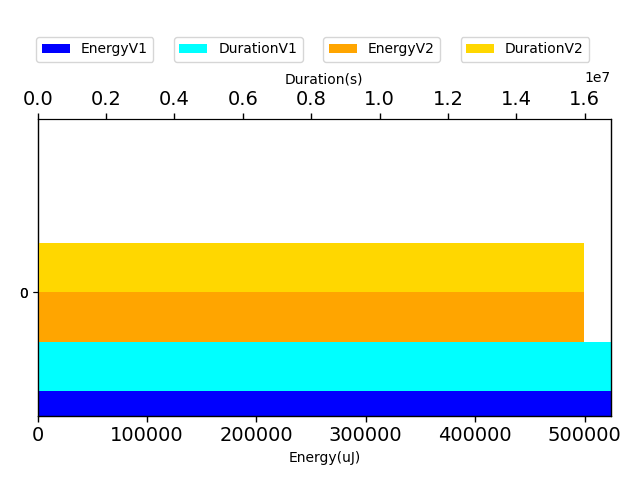 EnergyV1 DurationV1 EnergyV2 DurationV2
Duration(s) 1e7
0.0 0.2 0.4 0.6 0.8 1.0 1.2 1.4 1.6
0
0 100000 200000 300000 400000 500000
Energy(uJ)